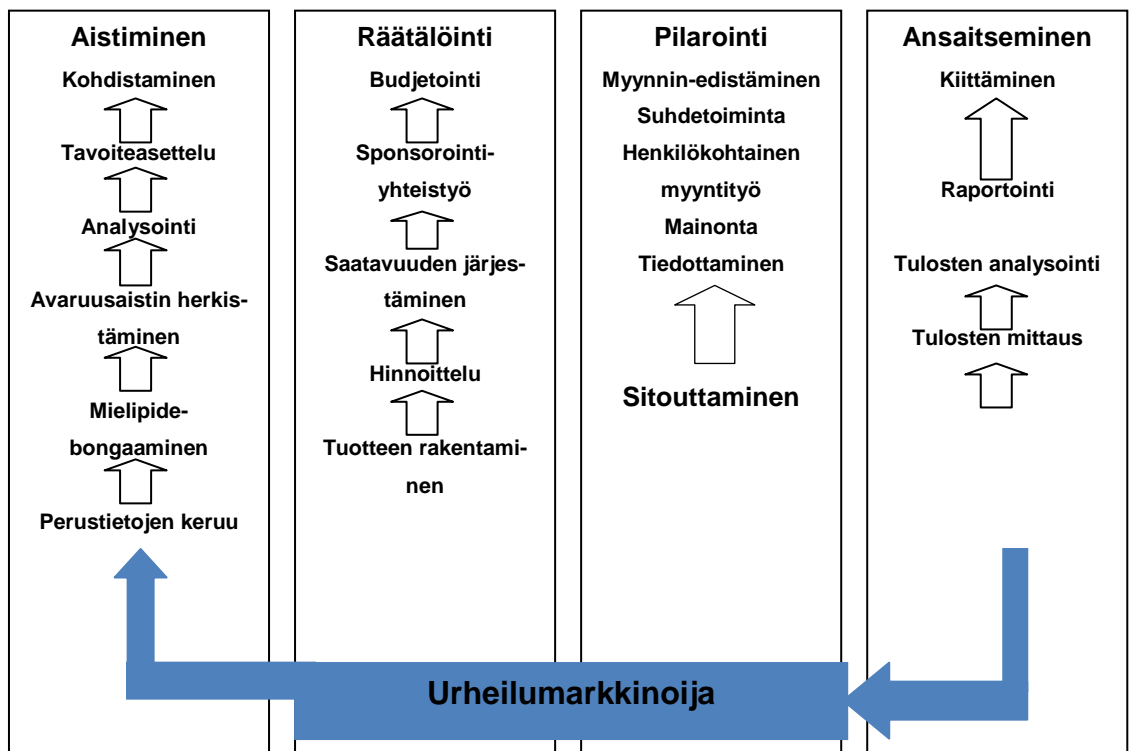 Aistiminen
Kohdistaminen
Tavoiteasettelu
Analysointi
Avaruusaistin herkis-
täminen
Mielipide-
bongaaminen
Perustietojen keruu
Räätälöinti
Budjetointi
Sponsorointi-
yhteistyö
Saatavuuden järjes-
täminen
Hinnoittelu
Tuotteen rakentami-
nen
Pilarointi
Myynnin-edistäminen
Suhdetoiminta
Henkilökohtainen
myyntityö
Mainonta
Tiedottaminen
Sitouttaminen
Ansaitseminen
Kiittäminen
Raportointi
Tulosten analysointi
Tulosten mittaus
Urheilumarkkinoija